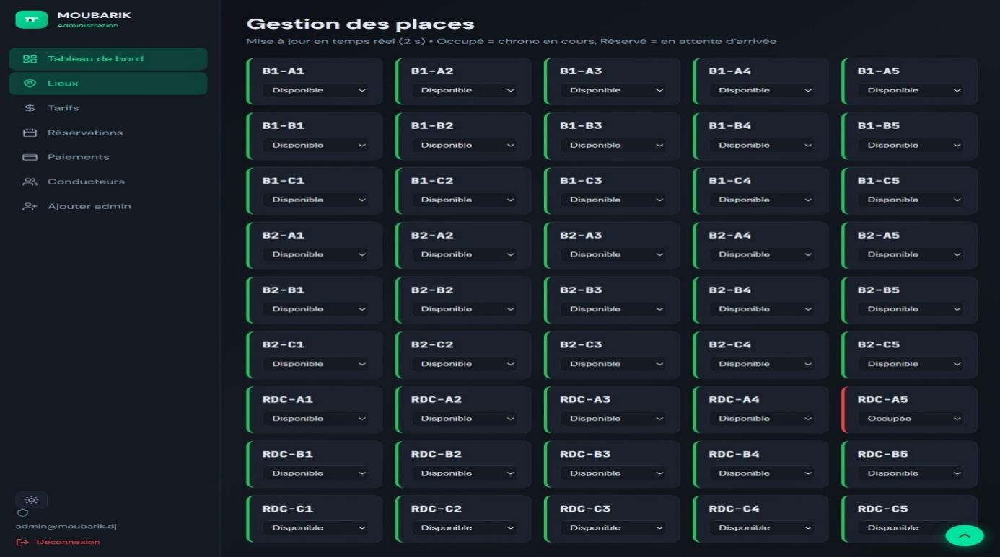 MOUBARIK
Administration
Tableau de bord
Lieux
Tarifs
Réservations
Paiements
Conducteurs
Ajouter admin
admin@moubarik.dj
Déconnexion
Gestion des places
Mise à jour en temps réel (2 s) • Occupé = chrono en cours, Réservé = en attente d'arrivée
B1-A1 B1-A2 B1-A3 B1-A4 B1-A5
Disponible Disponible Disponible Disponible Disponible
B1-B1 B1-B2 B1-B3 B1-B4 B1-B5
Disponible Disponible Disponible Disponible Disponible
B1-C1 B1-C2 B1-C3 B1-C4 B1-C5
Disponible Disponible Disponible Disponible Disponible
B2-A1 B2-A2 B2-A3 B2-A4 B2-A5
Disponible Disponible Disponible Disponible Disponible
B2-B1 B2-B2 B2-B3 B2-B4 B2-B5
Disponible Disponible Disponible Disponible Disponible
B2-C1 B2-C2 B2-C3 B2-C4 B2-C5
Disponible Disponible Disponible Disponible Disponible
RDC-A1 RDC-A2 RDC-A3 RDC-A4 RDC-A5
Disponible Disponible Disponible Disponible Occupée
RDC-B1 RDC-B2 RDC-B3 RDC-B4 RDC-B5
Disponible Disponible Disponible Disponible Disponible
RDC-C1 RDC-C2 RDC-C3 RDC-C4 RDC-C5
Disponible Disponible Disponible Disponible Disponible